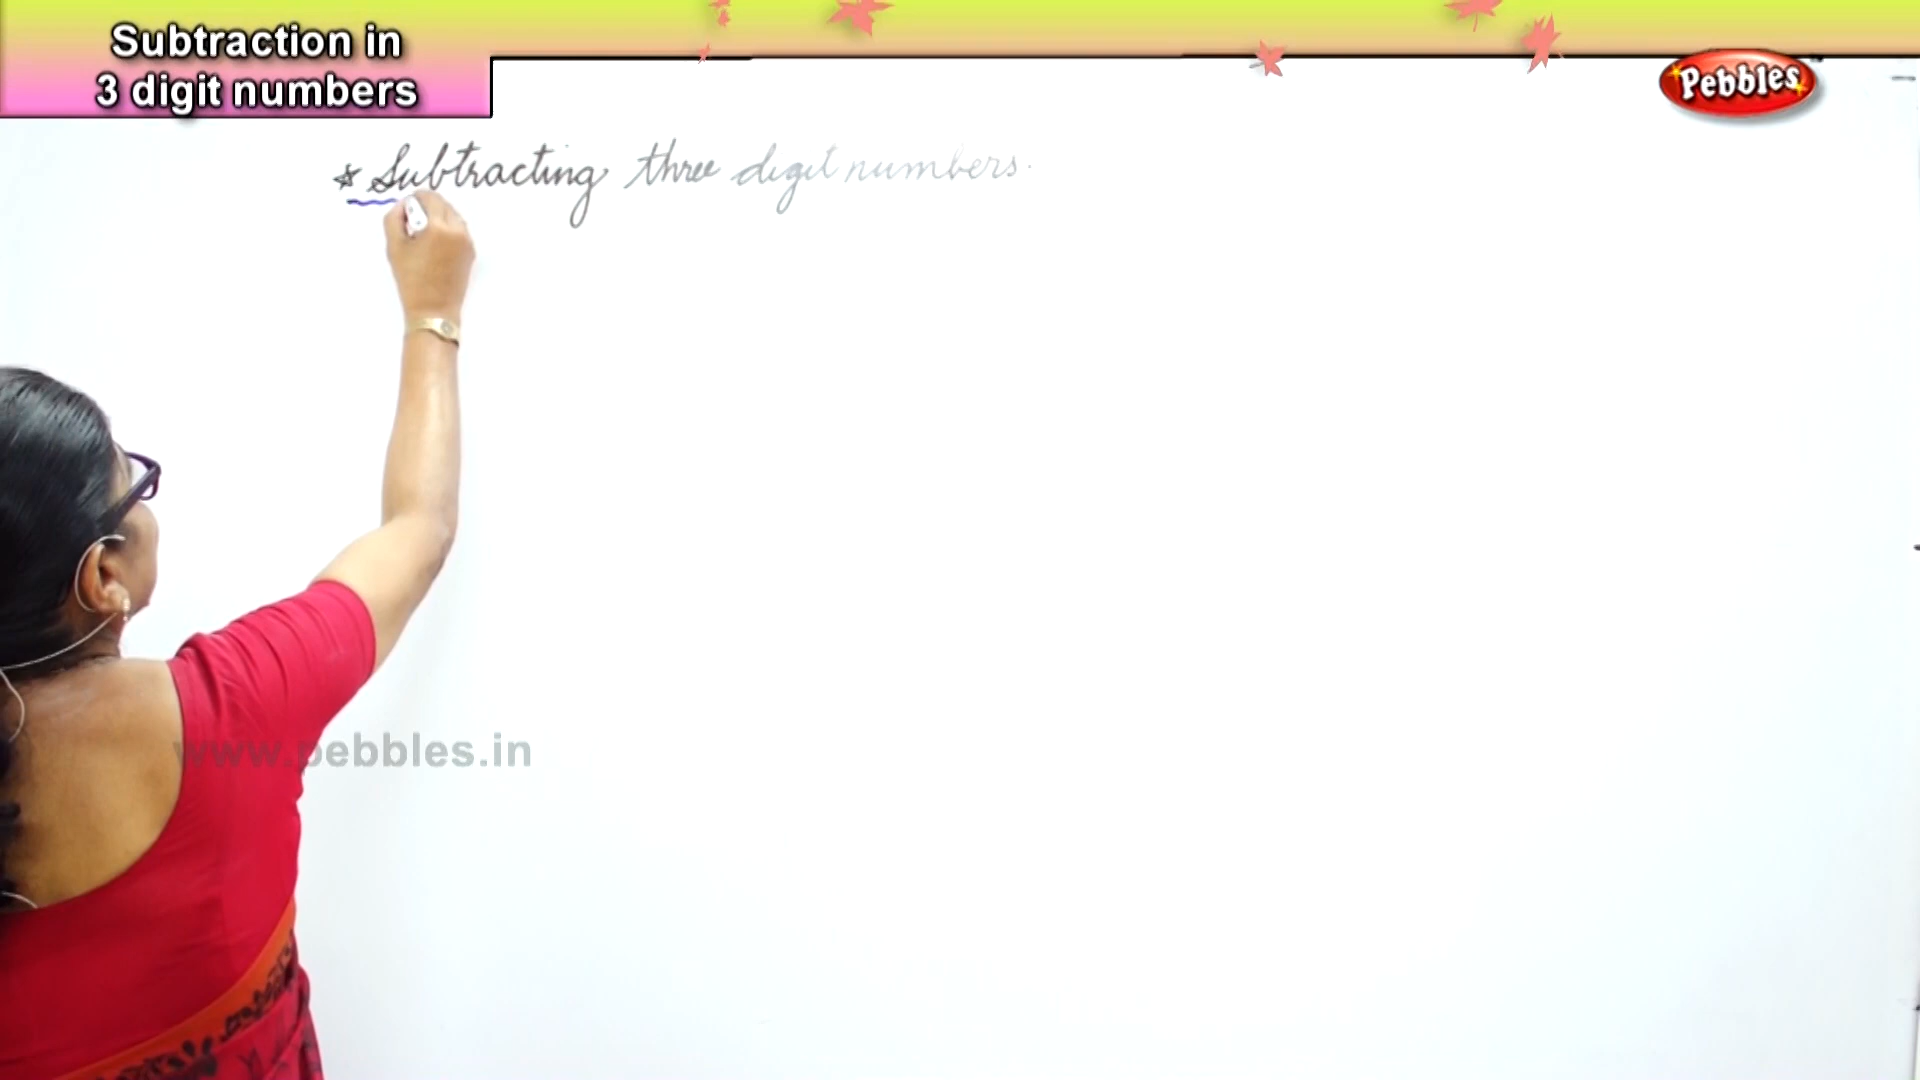 Subtraction in
3 digit numbers
Pebbles
* Subtracting three digit numbers.
www.pebbles.in